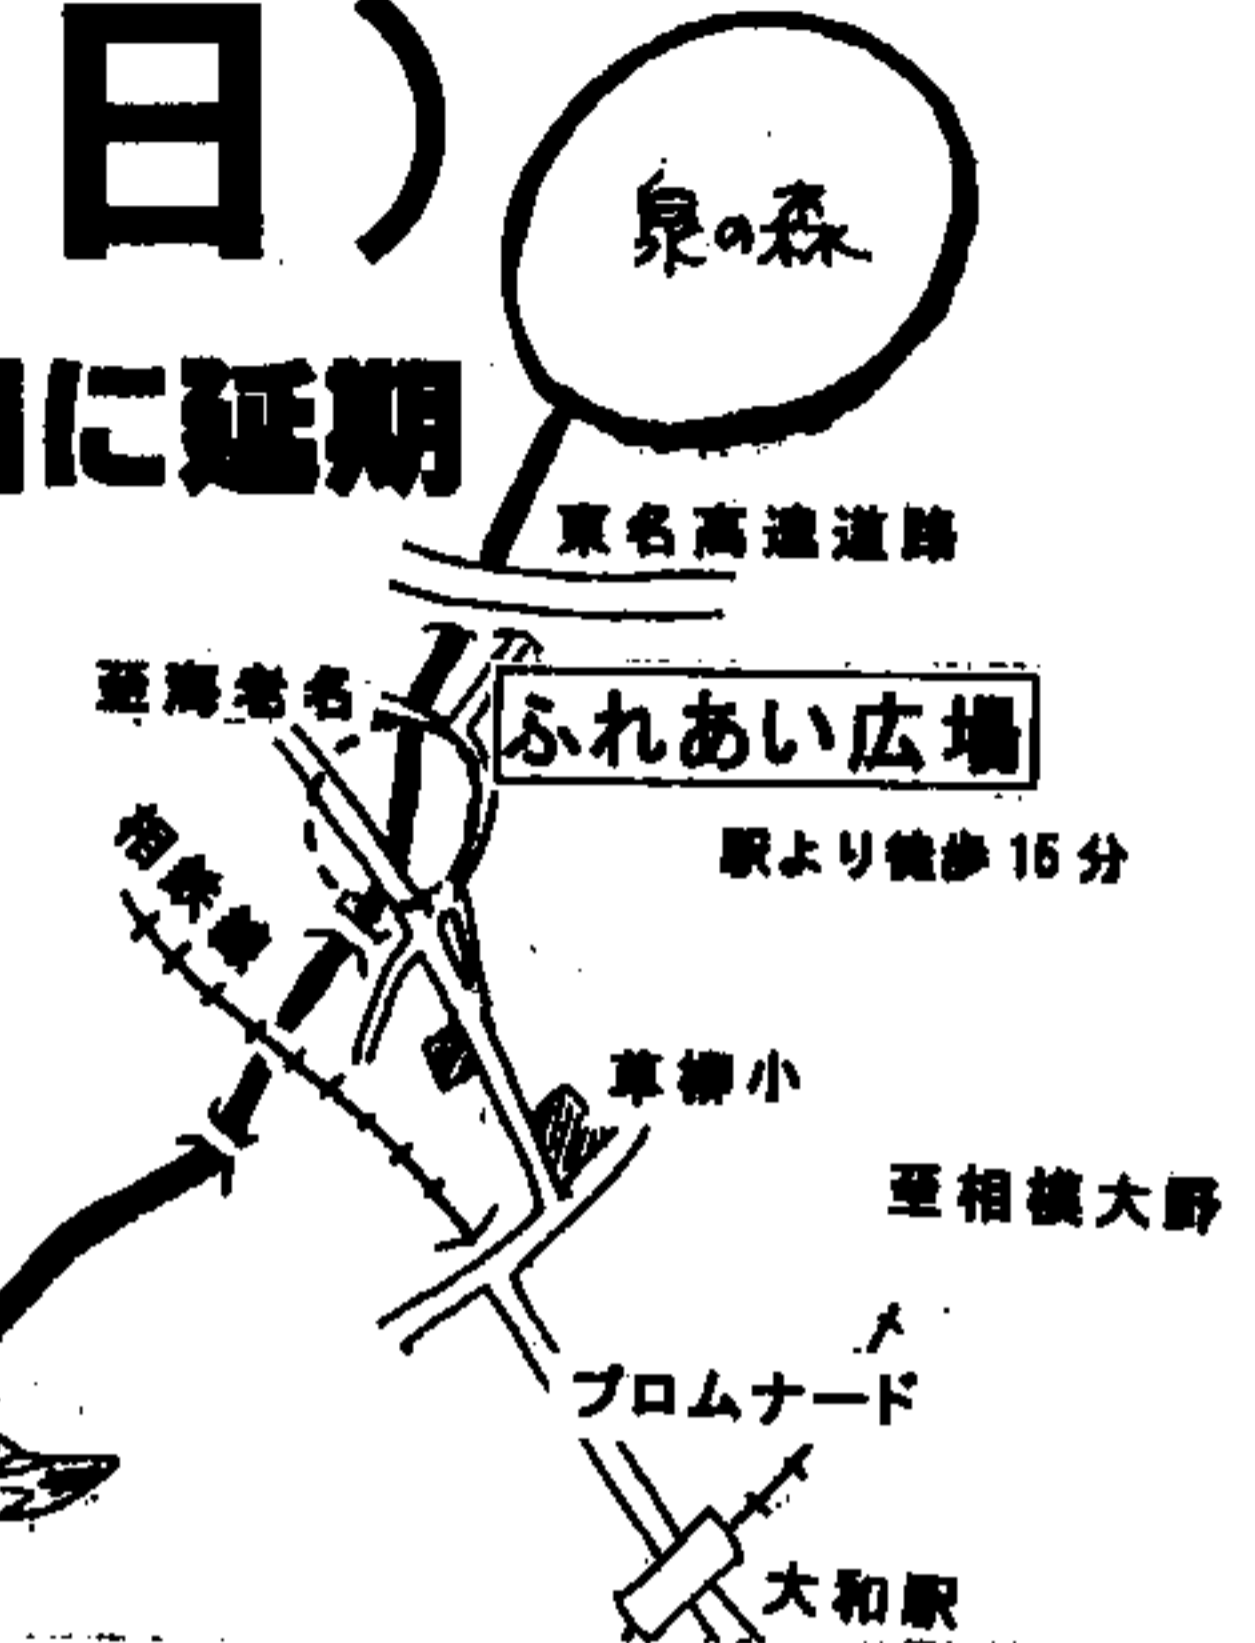 日）
泉の森
に延期
東名高速道路
至海老名
ふれあい広場
駅より徒歩15分
相鉄線
草柳小
至相模大野
プロムナード
大和駅